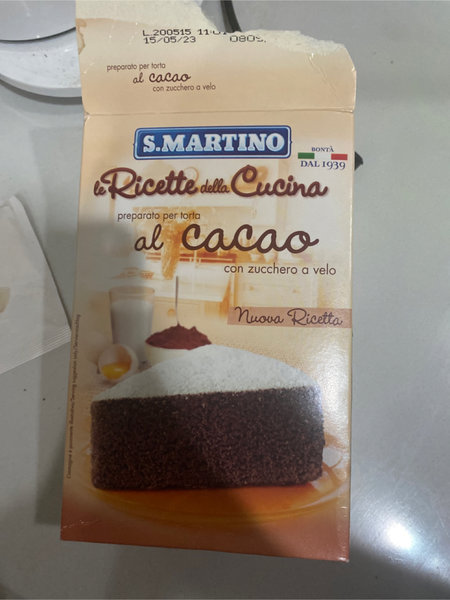 L 200515
15/05/23
preparato per torta
al cacao
con zucchero a velo
S.MARTINO
BONTÀ
DAL 1939
le Ricette della Cucina
preparato per torta
al cacao
con zucchero a velo
Nuova Ricetta